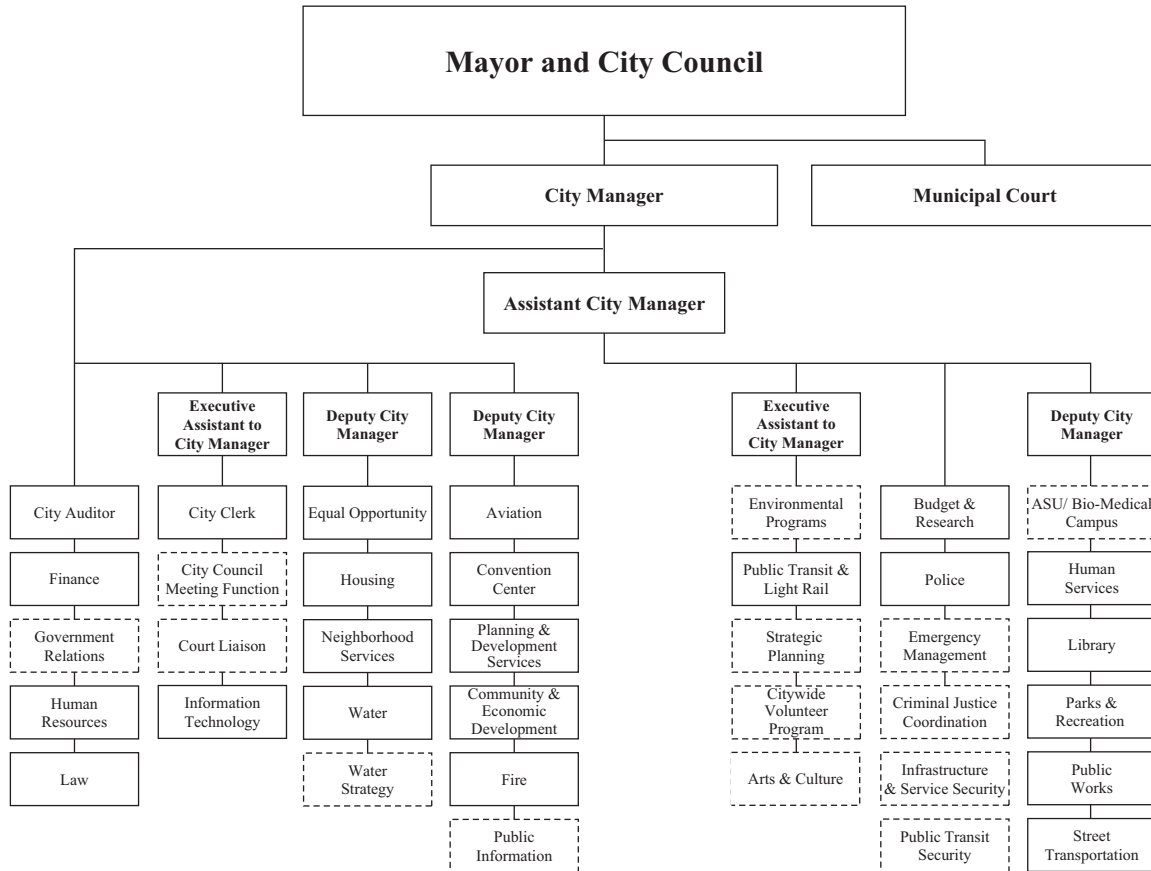 Mayor and City Council
City Manager
Municipal Court
Assistant City Manager
Executive
Assistant to
City Manager
Deputy City
Manager
Deputy City
Manager
Executive
Assistant to
City Manager
Deputy City
Manager
City Auditor
Finance
Government
Relations
Human
Resources
Law
City Clerk
City Council
Meeting Function
Court Liaison
Information
Technology
Equal Opportunity
Housing
Neighborhood
Services
Water
Water
Strategy
Aviation
Convention
Center
Planning &
Development
Services
Community &
Economic
Development
Fire
Public
Information
Environmental
Programs
Public Transit &
Light Rail
Strategic
Planning
Citywide
Volunteer
Program
Arts & Culture
Budget &
Research
Police
Emergency
Management
Criminal Justice
Coordination
Infrastructure
& Service Security
Public Transit
Security
ASU/ Bio-Medical
Campus
Human
Services
Library
Parks &
Recreation
Public
Works
Street
Transportation